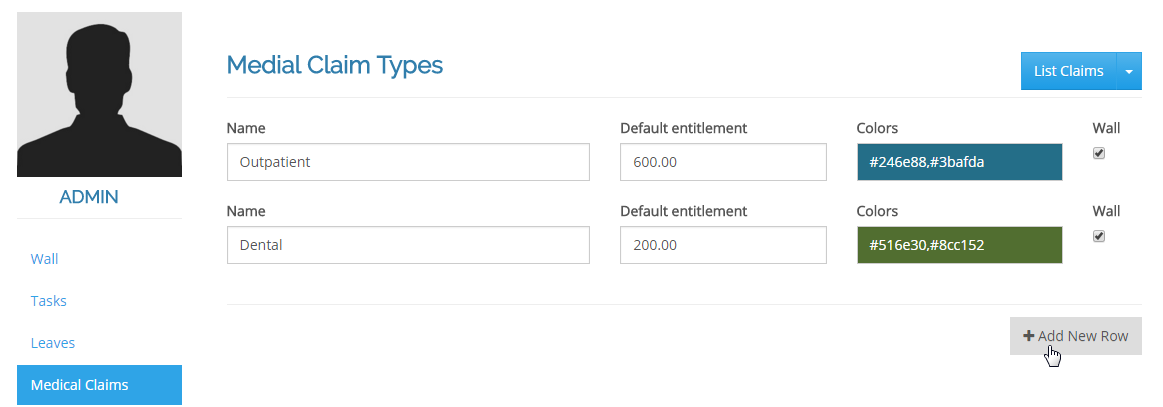 Medial Claim Types
List Claims
Name Default entitlement Colors Wall
Outpatient 600.00 #246e88,#3bafda
ADMIN
Name Default entitlement Colors Wall
Dental 200.00 #516e30,#8cc152
Wall
Tasks
Leaves
Add New Row
Medical Claims